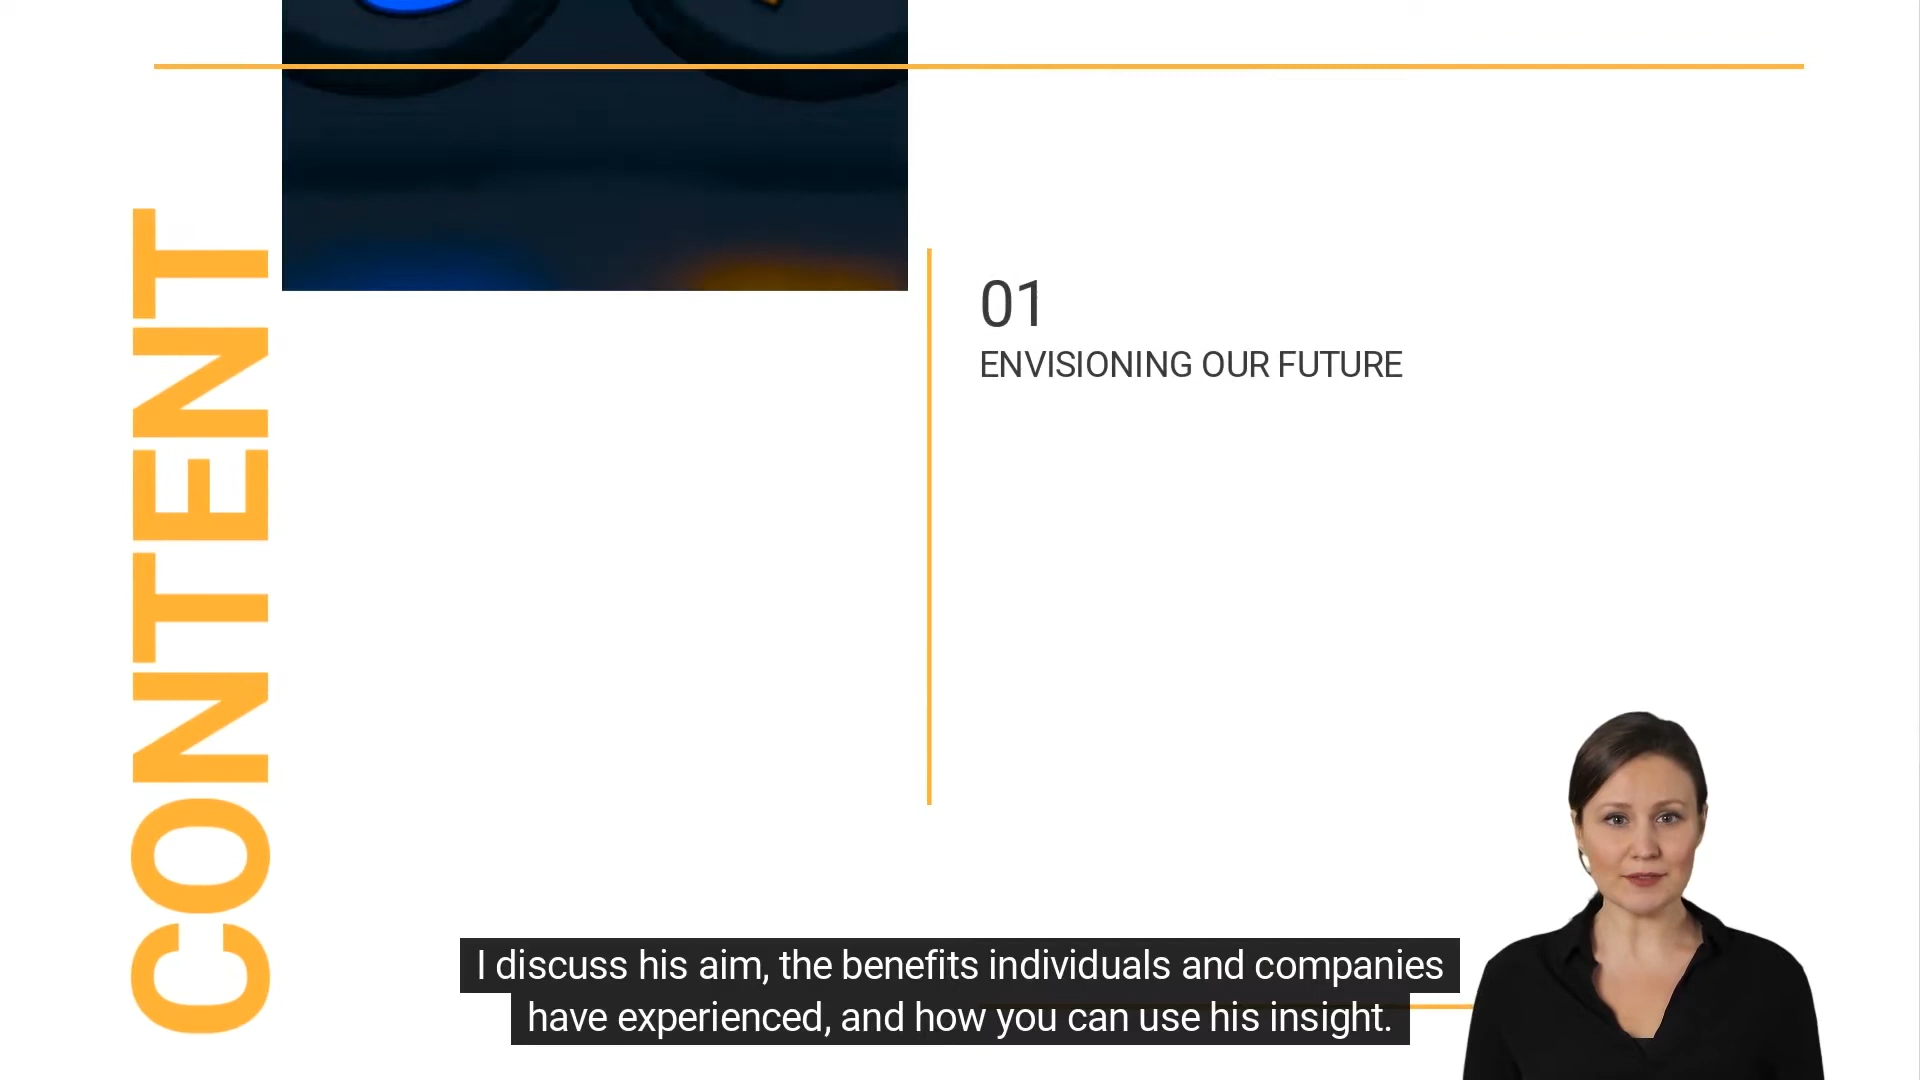 CONTENT
01
ENVISIONING OUR FUTURE
I discuss his aim, the benefits individuals and companies
have experienced, and how you can use his insight.